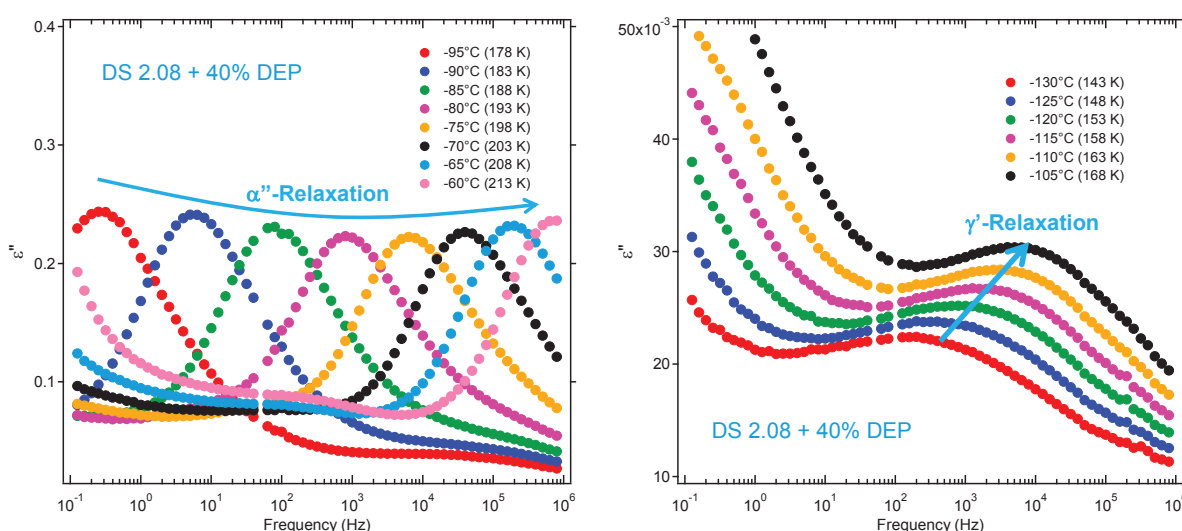 0.4
0.3
0.2
0.1
ε"
DS 2.08 + 40% DEP
-95°C (178 K)
-90°C (183 K)
-85°C (188 K)
-80°C (193 K)
-75°C (198 K)
-70°C (203 K)
-65°C (208 K)
-60°C (213 K)
α"-Relaxation
10⁻¹ 10⁰ 10¹ 10² 10³ 10⁴ 10⁵ 10⁶
Frequency (Hz)
50x10⁻³
40
30
20
10
ε"
-130°C (143 K)
-125°C (148 K)
-120°C (153 K)
-115°C (158 K)
-110°C (163 K)
-105°C (168 K)
γ'-Relaxation
DS 2.08 + 40% DEP
10⁻¹ 10⁰ 10¹ 10² 10³ 10⁴ 10⁵ 10⁶
Frequency (Hz)